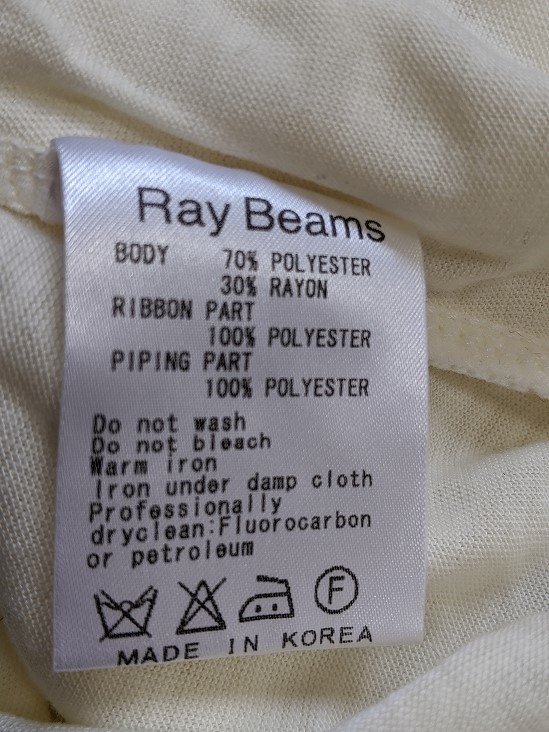 Ray Beams
BODY 70% POLYESTER
30% RAYON
RIBBON PART
100% POLYESTER
PIPING PART
100% POLYESTER
Do not wash
Do not bleach
Warm iron
Iron under damp cloth
Professionally
dryclean:Fluorocarbon
or petroleum
F
MADE IN KOREA